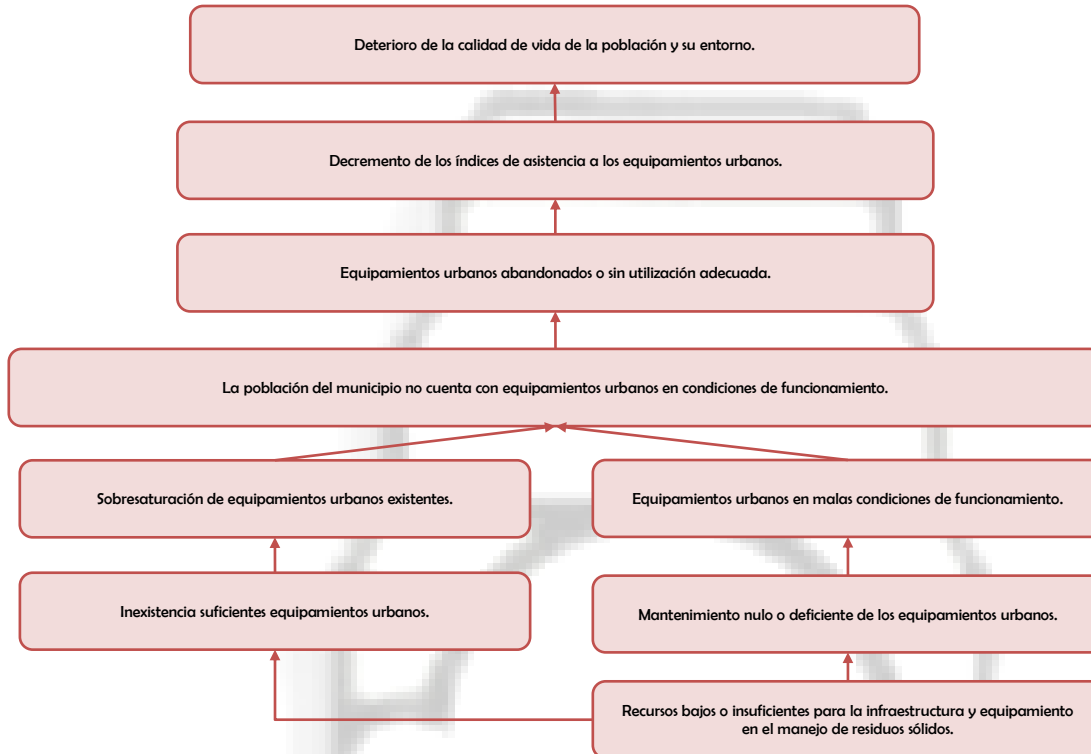 Deterioro de la calidad de vida de la población y su entorno.
Decremento de los índices de asistencia a los equipamientos urbanos.
Equipamientos urbanos abandonados o sin utilización adecuada.
La población del municipio no cuenta con equipamientos urbanos en condiciones de funcionamiento.
Sobresaturación de equipamientos urbanos existentes.
Equipamientos urbanos en malas condiciones de funcionamiento.
Inexistencia suficientes equipamientos urbanos.
Mantenimiento nulo o deficiente de los equipamientos urbanos.
Recursos bajos o insuficientes para la infraestructura y equipamiento
en el manejo de residuos sólidos.